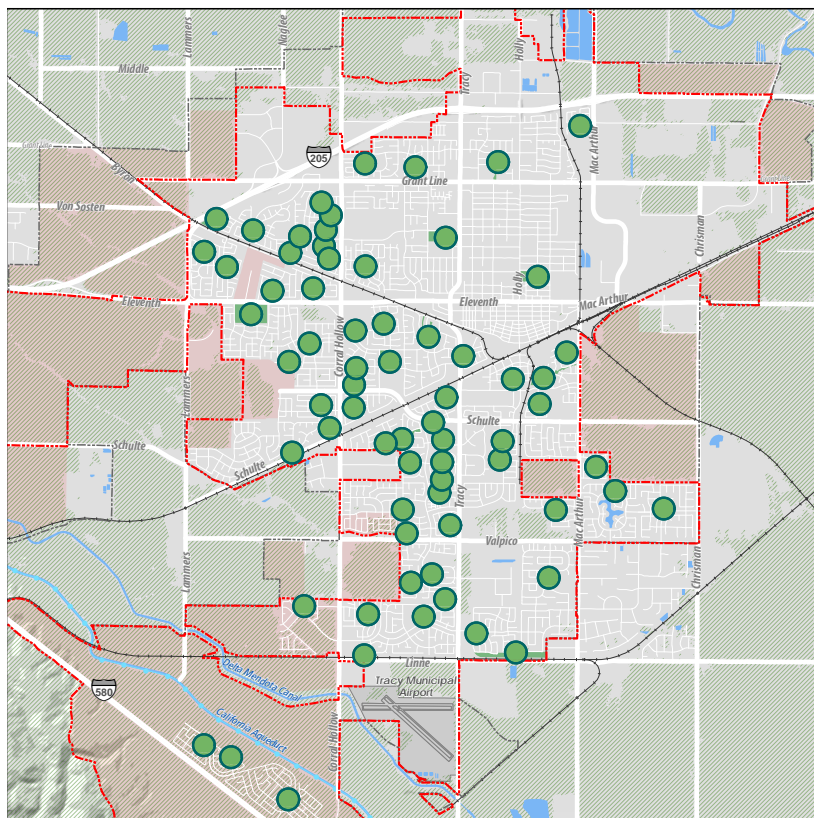 Lammers
Naglee
Holly
Middle
Tracy
Mac Arthur
205
Byron
Grant Line
Von Sosten
Chrisman
Holly
Mac Arthur
Eleventh
Eleventh
Corral Hollow
Lammers
Schulte
Schulte
Schulte
Tracy
Mac Arthur
Valpico
Chrisman
Lammers
Linne
Delta Mendota Canal
Tracy Municipal
Airport
580
California Aqueduct
Corral Hollow